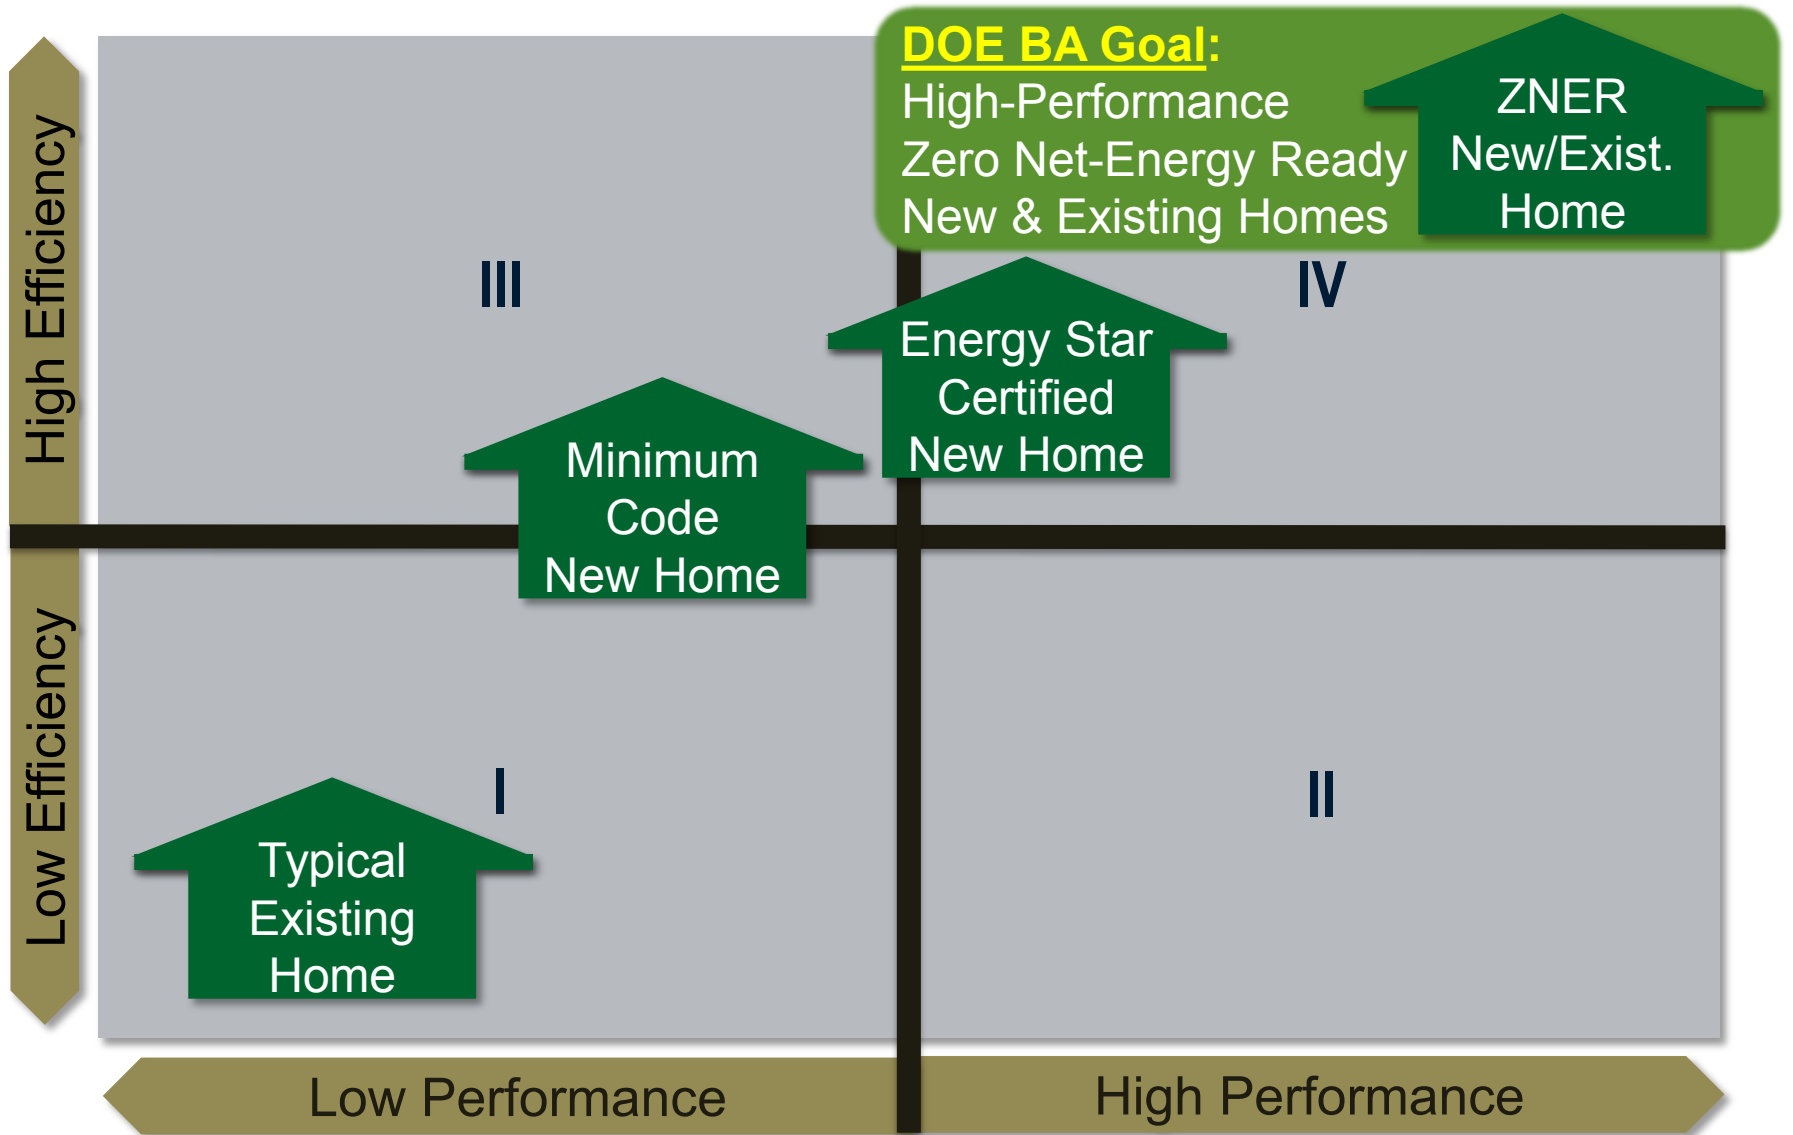 DOE BA Goal:
High-Performance
Zero Net-Energy Ready
New & Existing Homes
ZNER
New/Exist.
Home
High Efficiency
III
IV
Energy Star
Certified
New Home
Minimum
Code
New Home
Low Efficiency
I
II
Typical
Existing
Home
Low Performance
High Performance